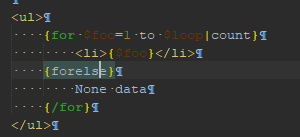 ¶
<ul>¶
····{for·$foo=1·to·$loop|count}¶
········<li>{$foo}</li>¶
····{forelse}¶
········None·data¶
····{/for}¶
</ul>¶